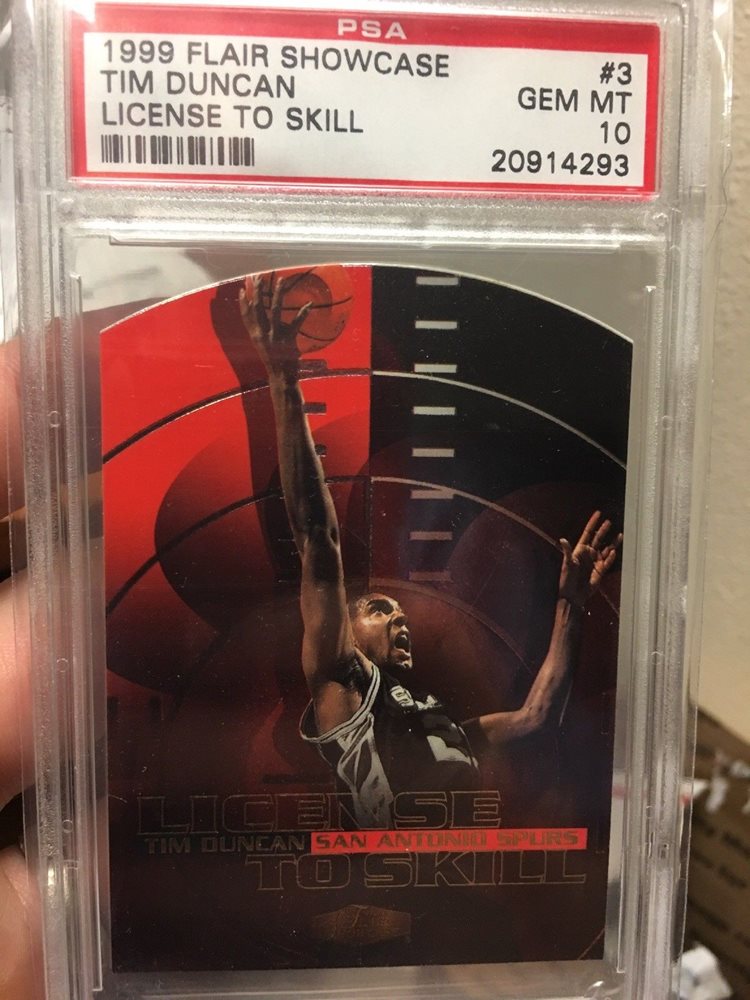 PSA
1999 FLAIR SHOWCASE #3
TIM DUNCAN GEM MT
LICENSE TO SKILL 10
20914293
LICENSE
TIM DUNCAN SAN ANTONIO SPURS
TO SKILL